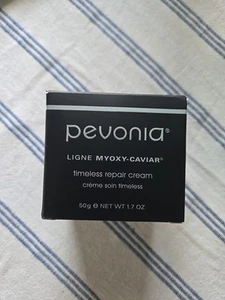 pevonia®
LIGNE MYOXY-CAVIAR®
timeless repair cream
crème soin timeless
50g e NET WT 1.7 OZ